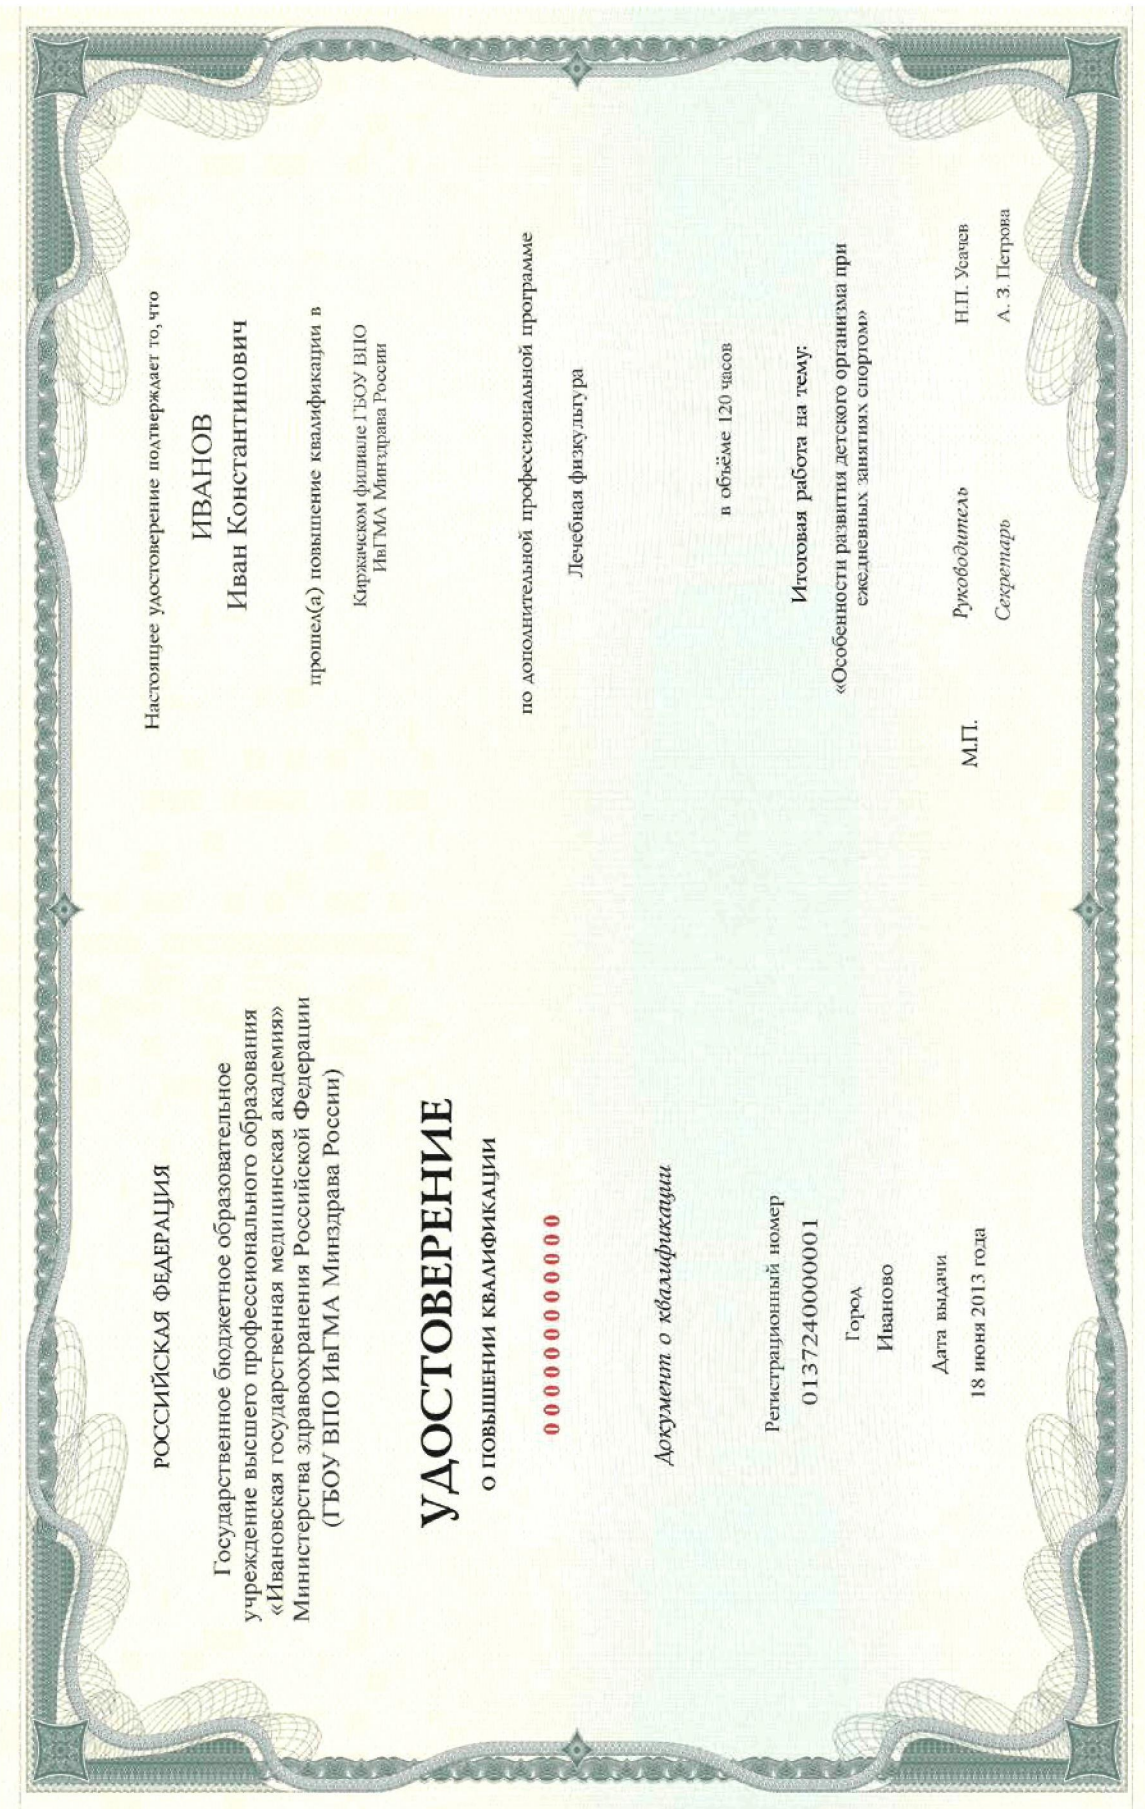 РОССИЙСКАЯ ФЕДЕРАЦИЯ
Государственное бюджетное образовательное
учреждение высшего профессионального образования
«Ивановская государственная медицинская академия»
Министерства здравоохранения Российской Федерации
(ГБОУ ВПО ИвГМА Минздрава России)
УДОСТОВЕРЕНИЕ
О ПОВЫШЕНИИ КВАЛИФИКАЦИИ
000000000000
Документ о квалификации
Регистрационный номер
0137240000001
Город
Иваново
Дата выдачи
18 июня 2013 года
Настоящее удостоверение подтверждает то, что
ИВАНОВ
Иван Константинович
прошел(а) повышение квалификации в
Киржачском филиале ГБОУ ВПО
ИвГМА Минздрава России
по дополнительной профессиональной программе
Лечебная физкультура
в объёме 120 часов
Итоговая работа на тему:
«Особенности развития детского организма при
ежедневных занятиях спортом»
М.П.
Руководитель Н.П. Усачев
Секретарь А. З. Петрова